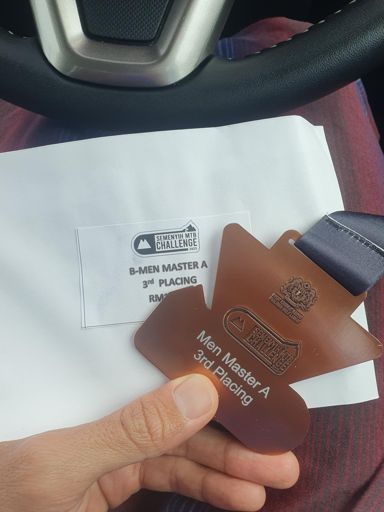 SEMENYIH MTB
CHALLENGE
B-MEN MASTER A
3rd PLACING
SEMENYIH MTB
CHALLENGE
Men Master A
3rd Placing